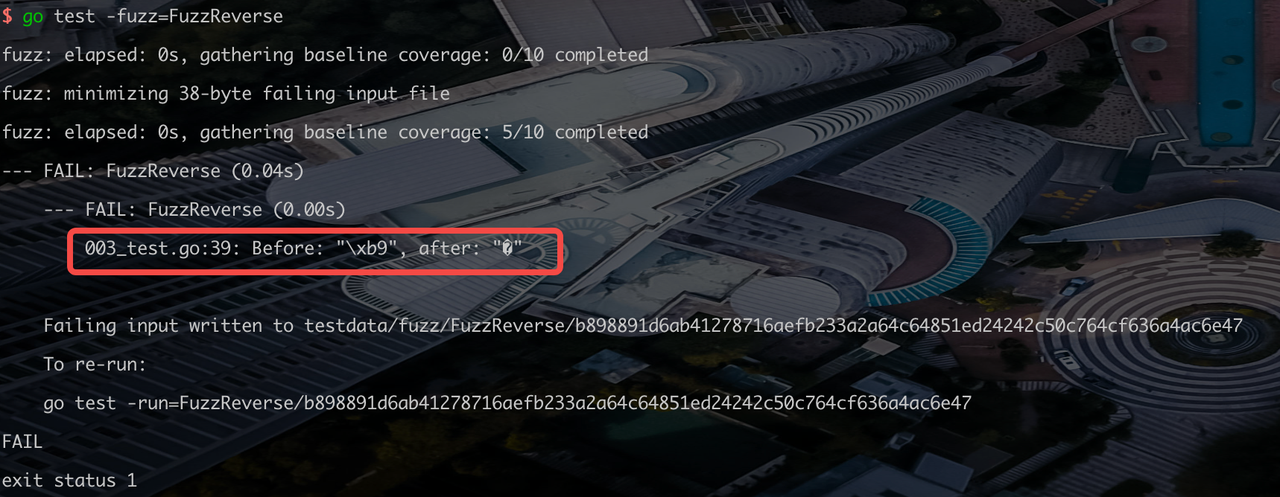 $ go test -fuzz=FuzzReverse
fuzz: elapsed: 0s, gathering baseline coverage: 0/10 completed
fuzz: minimizing 38-byte failing input file
fuzz: elapsed: 0s, gathering baseline coverage: 5/10 completed
--- FAIL: FuzzReverse (0.04s)
--- FAIL: FuzzReverse (0.00s)
003_test.go:39: Before: "\xb9", after: "�"
Failing input written to testdata/fuzz/FuzzReverse/b898891d6ab41278716aefb233a2a64c64851ed24242c50c764cf636a4ac6e47
To re-run:
go test -run=FuzzReverse/b898891d6ab41278716aefb233a2a64c64851ed24242c50c764cf636a4ac6e47
FAIL
exit status 1